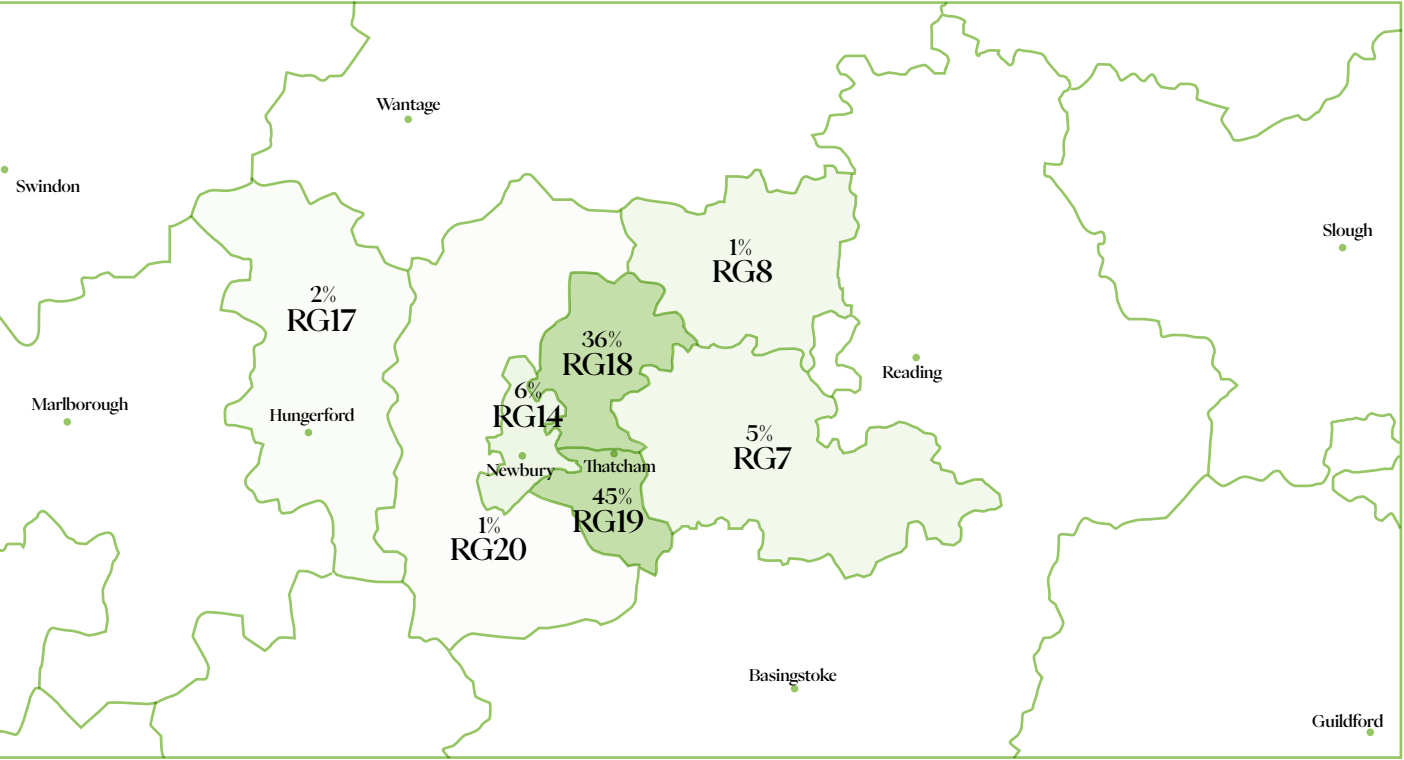 Wantage
Swindon
Slough
1%
RG8
2%
RG17
36%
RG18
Reading
6%
RG14
Marlborough
Hungerford
5%
RG7
Newbury
Thatcham
45%
RG19
1%
RG20
Basingstoke
Guildford